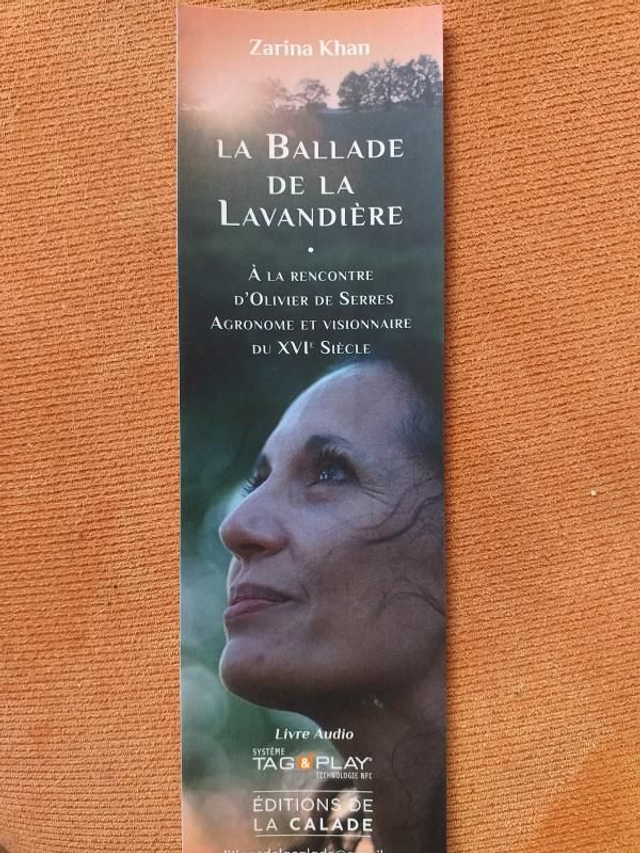 Zarina Khan
LA BALLADE
DE LA
LAVANDIÈRE
•
À LA RENCONTRE
D'OLIVIER DE SERRES
AGRONOME ET VISIONNAIRE
DU XVIE SIÈCLE
Livre Audio
SYSTÈME
TAG&PLAY®
TECHNOLOGIE NFC
ÉDITIONS DE
LA CALADE